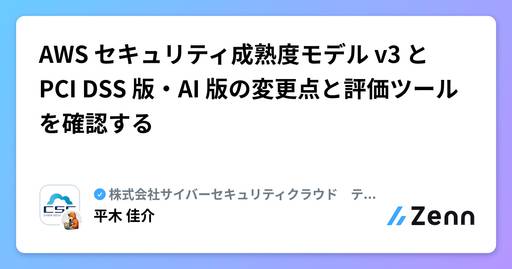 AWS セキュリティ成熟度モデル v3 と
PCI DSS 版・AI 版の変更点と評価ツール
を確認する
株式会社サイバーセキュリティクラウド　テ...
平木 佳介
CSC
Zenn